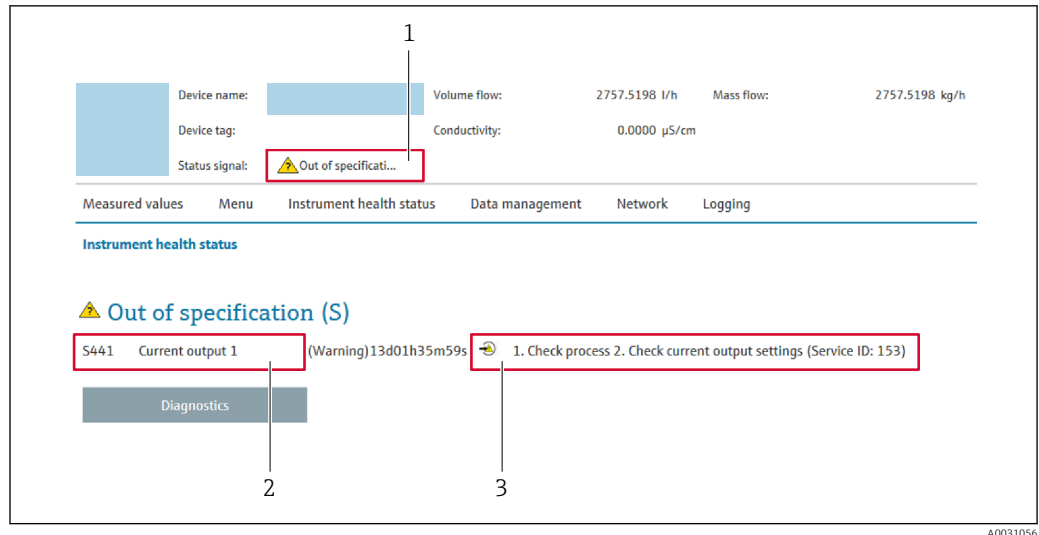 1
Device name: Volume flow: 2757.5198 l/h Mass flow: 2757.5198 kg/h
Device tag: Conductivity: 0.0000 µS/cm
Status signal: Out of specificati...
Measured values Menu Instrument health status Data management Network Logging
Instrument health status
Out of specification (S)
S441 Current output 1 (Warning)13d01h35m59s 1. Check process 2. Check current output settings (Service ID: 153)
Diagnostics
2 3
A0031056